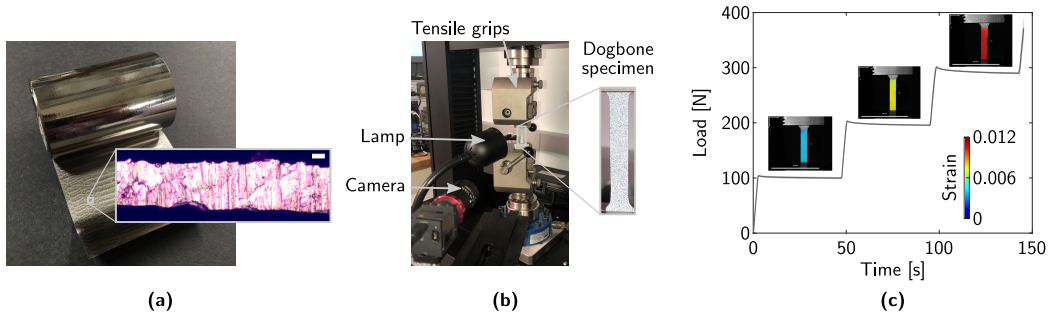 Tensile grips
Dogbone
specimen
Lamp
Camera
Load [N]
400
300
200
100
0
0
50
100
150
Time [s]
Strain
0.012
0.006
0
(a)
(b)
(c)